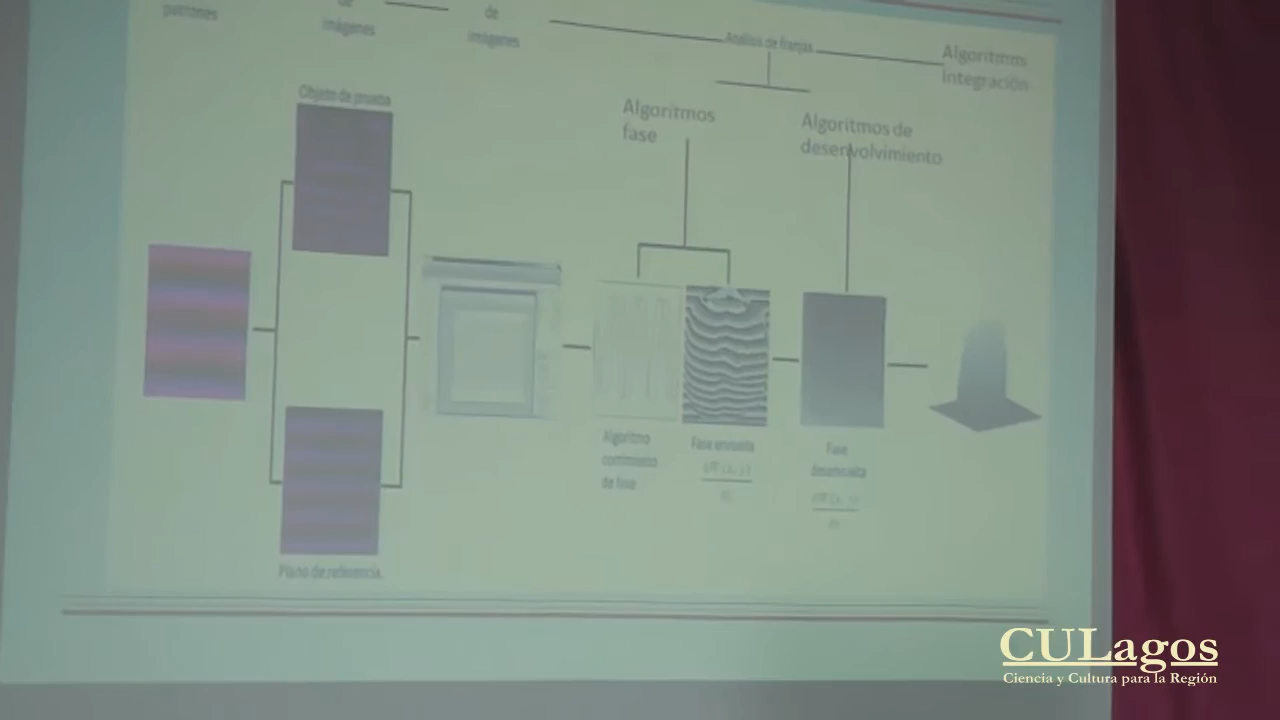 patrones
de
imágenes
de
imágenes
Análisis de franjas
Algoritmos
Integración
Objeto de prueba
Algoritmos
fase
Algoritmos de
desenvolvimiento
Algoritmo
corrimiento
de fase
Fase envuelta
Fase
desenvuelta
Plano de referencia.
CULagos
Ciencia y Cultura para la Región